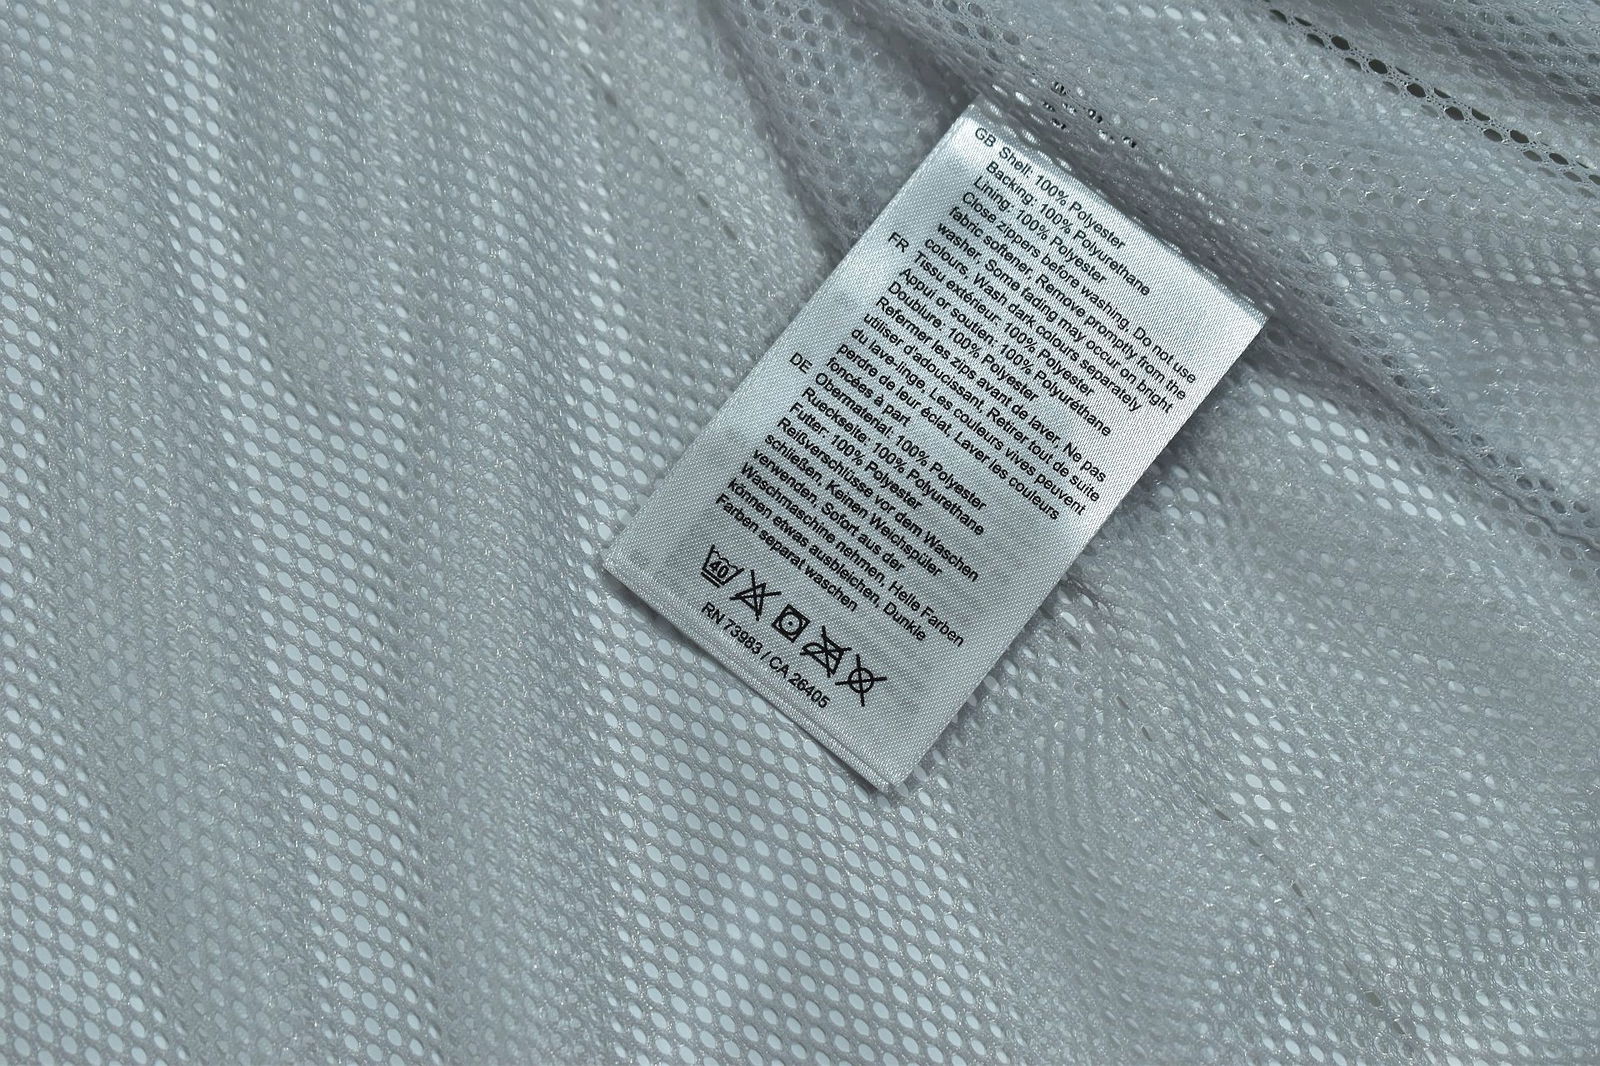 GB Shell: 100% Polyester
Backing: 100% Polyurethane
Lining: 100% Polyester
Close zippers before washing. Do not use
fabric softener. Remove promptly from the
washer. Some fading may occur on bright
colours. Wash dark colours separately
FR Tissu extérieur: 100% Polyester
Appui or soutien: 100% Polyuréthane
Doublure: 100% Polyester
Refermer les zips avant de laver. Ne pas
utiliser d'adoucissant. Retirer tout de suite
du lave-linge. Les couleurs vives peuvent
perdre de leur éclat. Laver les couleurs
foncées à part
DE Obermaterial: 100% Polyester
Rueckseite: 100% Polyurethane
Futter: 100% Polyester
Reißverschlüsse vor dem Waschen
schließen. Keinen Weichspüler
verwenden. Sofort aus der
Waschmaschine nehmen. Helle Farben
können etwas ausbleichen. Dunkle
Farben separat waschen
40
RN 73983 / CA 26405